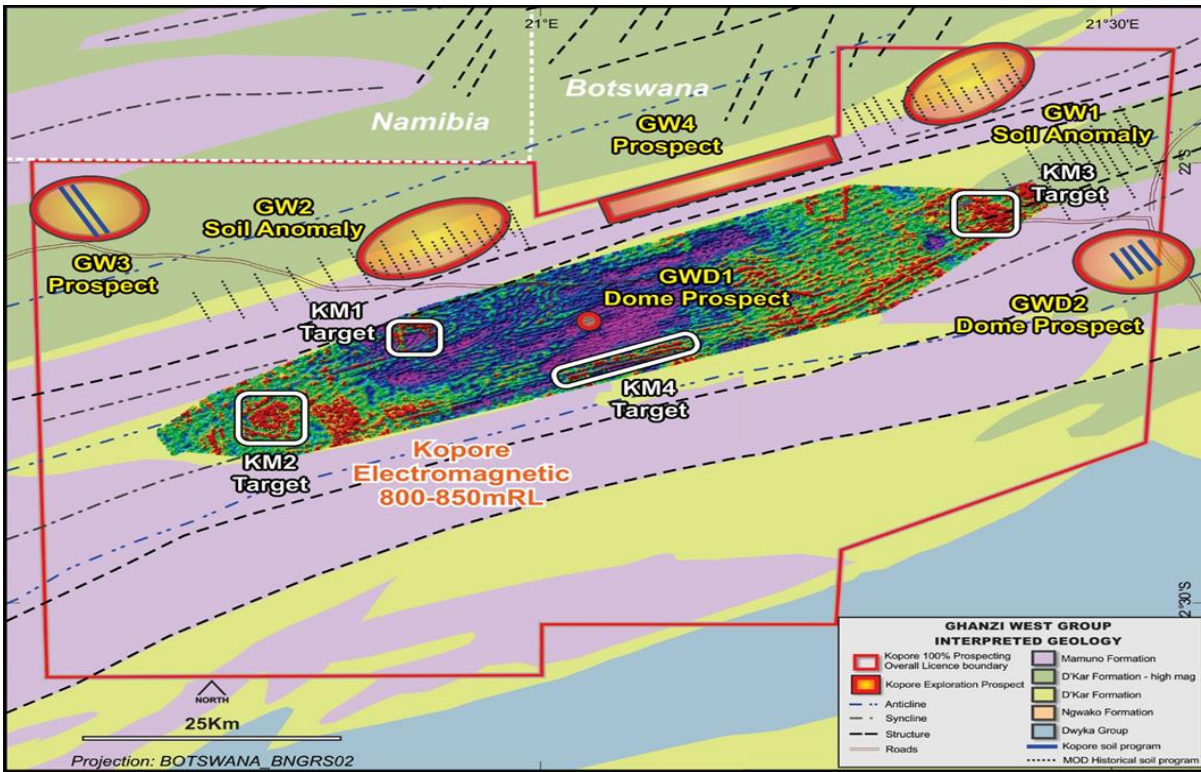 21°E
21°30'E
Botswana
Namibia
GW4
Prospect
GW1
Soil Anomaly
22°S
KM3
Target
GW2
Soil Anomaly
GW3
Prospect
GWD1
Dome Prospect
GWD2
Dome Prospect
KM1
Target
KM4
Target
KM2
Target
Kopore
Electromagnetic
800-850mRL
2°30'S
NORTH
25Km
Projection: BOTSWANA_BNGRS02
GHANZI WEST GROUP
INTERPRETED GEOLOGY
Kopore 100% Prospecting
Overall Licence boundary
Kopore Exploration Prospect
Anticline
Syncline
Structure
Roads
Mamuno Formation
D'Kar Formation - high mag
D'Kar Formation
Ngwako Formation
Dwyka Group
Kopore soil program
MOD Historical soil program